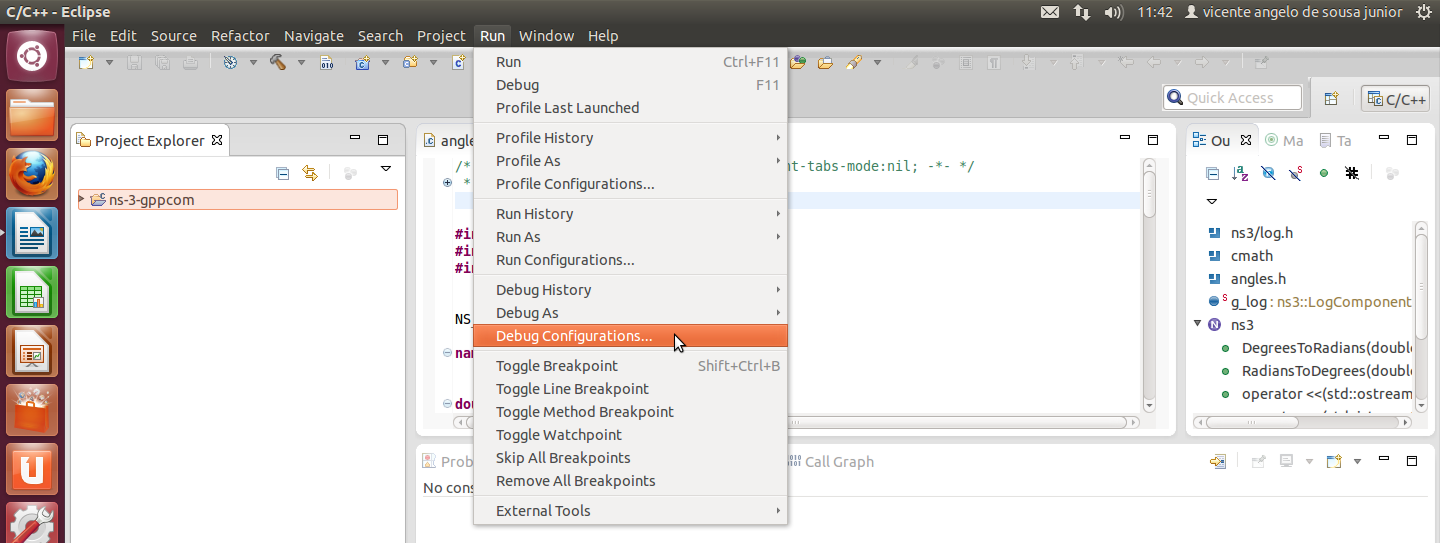 C/C++ - Eclipse
11:42
vicente angelo de sousa junior
File Edit Source Refactor Navigate Search Project Run Window Help
Run Ctrl+F11
Debug F11
Profile Last Launched
Profile History
Profile As
Profile Configurations...
Run History
Run As
Run Configurations...
Debug History
Debug As
Debug Configurations...
Toggle Breakpoint Shift+Ctrl+B
Toggle Line Breakpoint
Toggle Method Breakpoint
Toggle Watchpoint
Skip All Breakpoints
Remove All Breakpoints
External Tools
Quick Access
C/C++
Project Explorer
ns-3-gppcom
angle
/*
nt-tabs-mode:nil; -*- */
*
#in
#in
#in
NS_
nam
dou
Ou
Ma
Ta
ns3/log.h
cmath
angles.h
g_log : ns3::LogComponent
ns3
DegreesToRadians(double
RadiansToDegrees(double
operator <<(std::ostream
Prob
Call Graph
No cons